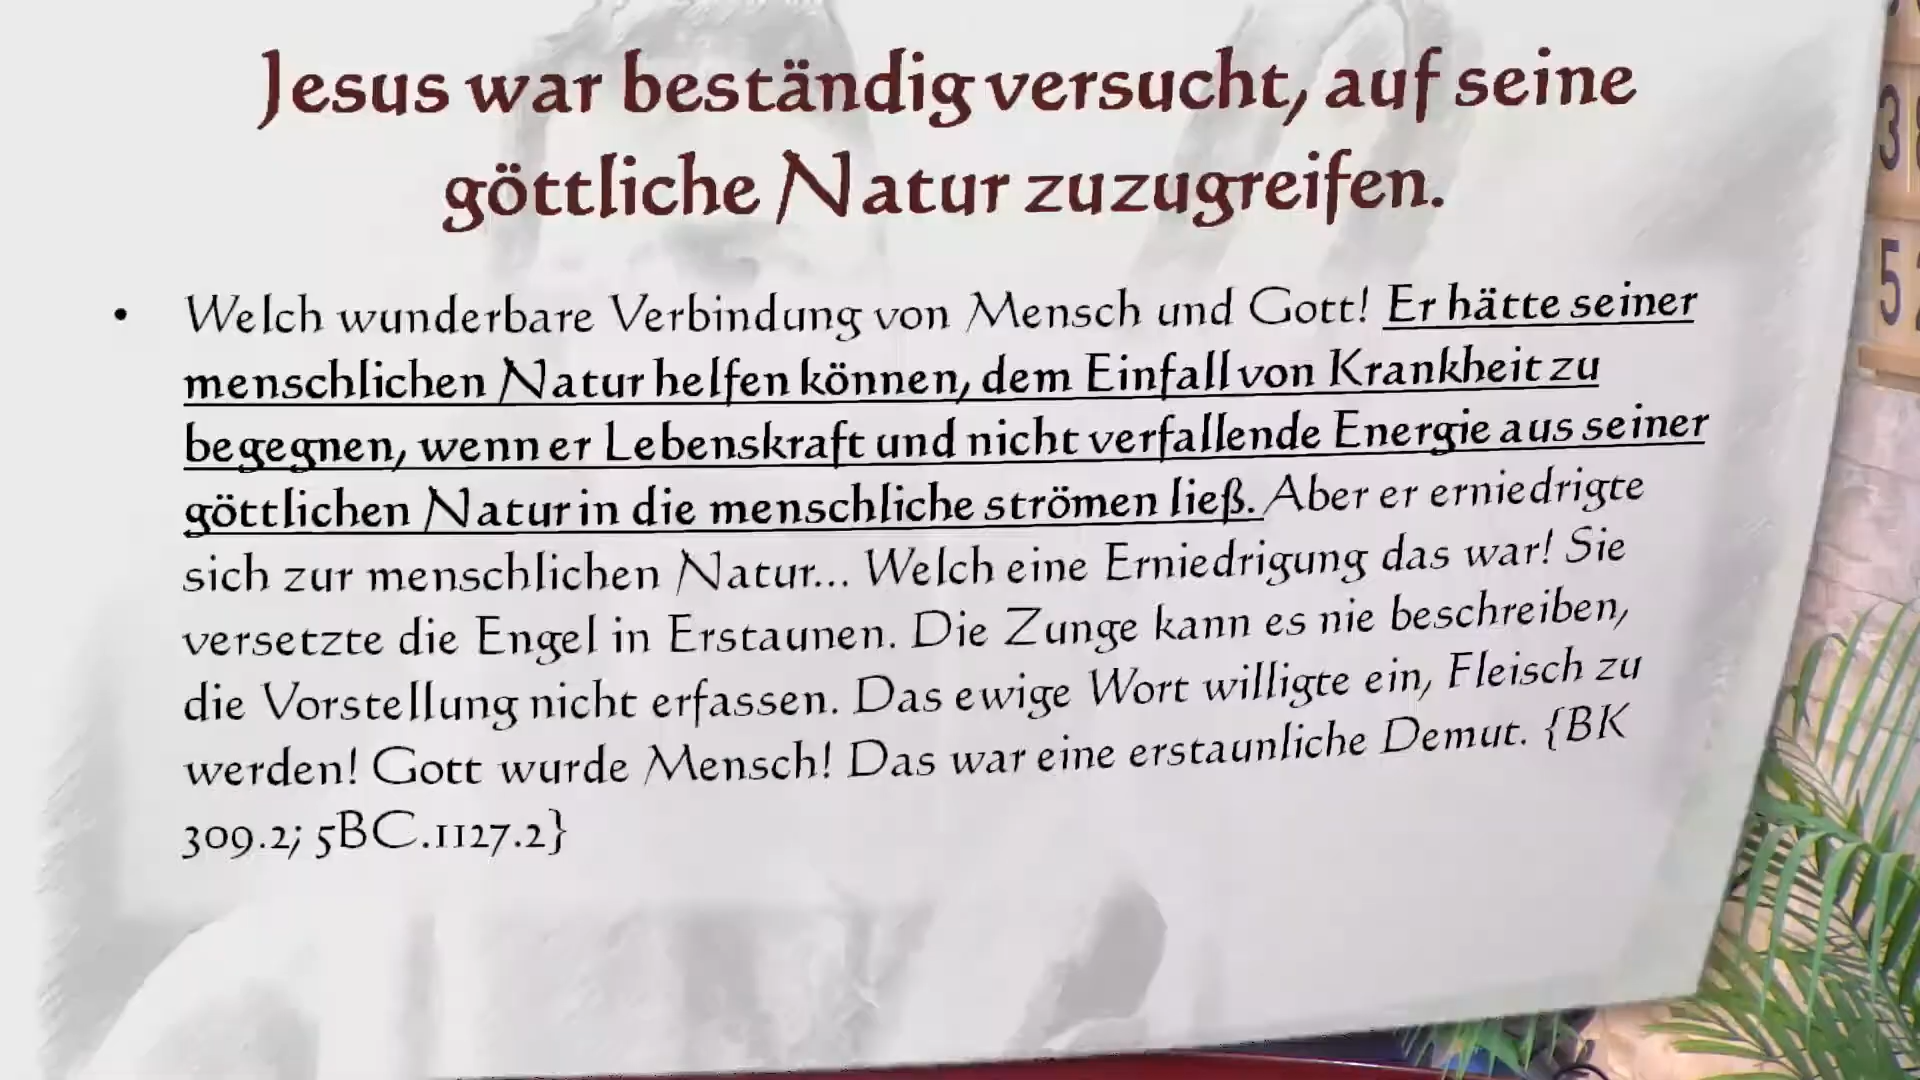 Jesus war beständig versucht, auf seine
göttliche Natur zuzugreifen.
• Welch wunderbare Verbindung von Mensch und Gott! Er hätte seiner
menschlichen Natur helfen können, dem Einfall von Krankheit zu
begegnen, wenn er Lebenskraft und nicht verfallende Energie aus seiner
göttlichen Natur in die menschliche strömen ließ. Aber er erniedrigte
sich zur menschlichen Natur... Welch eine Erniedrigung das war! Sie
versetzte die Engel in Erstaunen. Die Zunge kann es nie beschreiben,
die Vorstellung nicht erfassen. Das ewige Wort willigte ein, Fleisch zu
werden! Gott wurde Mensch! Das war eine erstaunliche Demut. {BK
309.2; 5BC.1127.2}
3
5